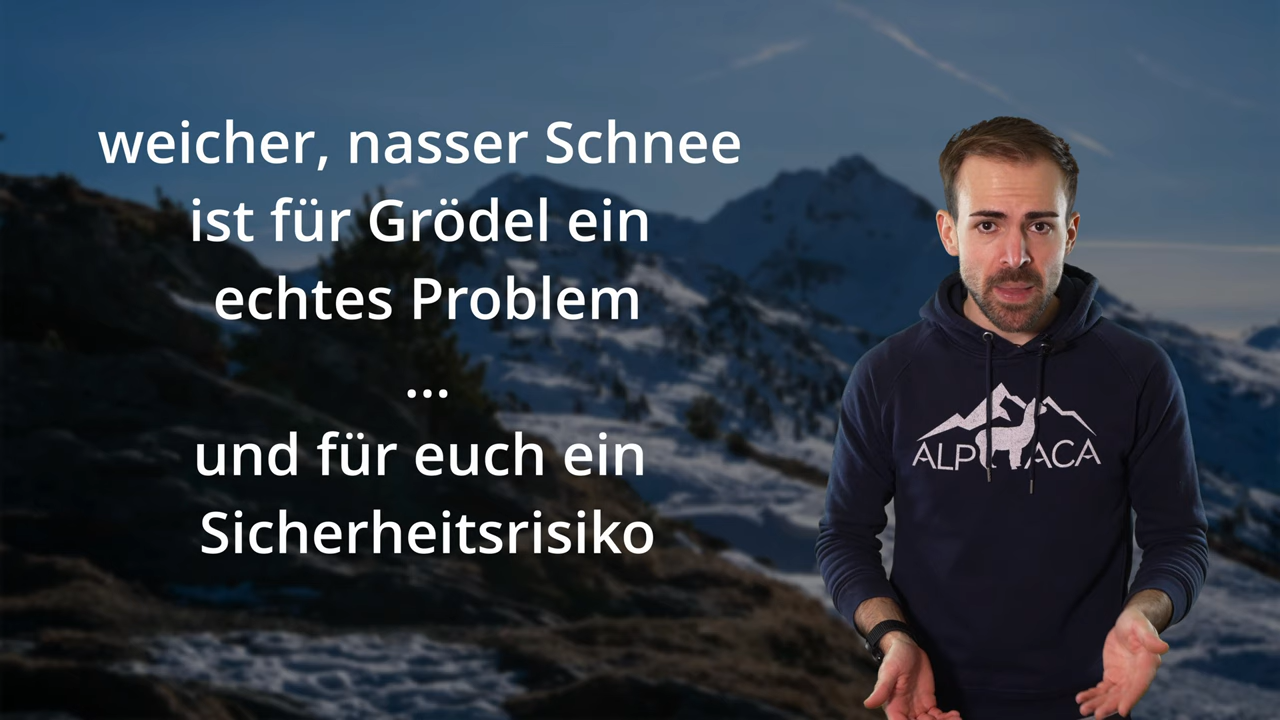 weicher, nasser Schnee
ist für Grödel ein
echtes Problem
...
und für euch ein
Sicherheitsrisiko
ALPACA